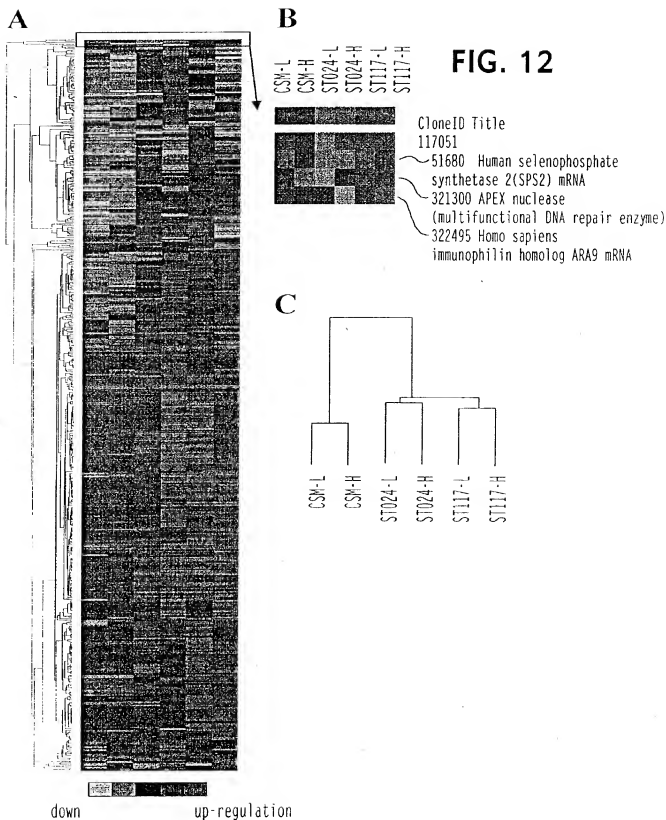 A
B
FIG. 12
CSM-L
CSM-H
ST024-L
ST024-H
ST117-L
ST117-H
CloneID Title
117051
51680 Human selenophosphate
synthetase 2(SPS2) mRNA
321300 APEX nuclease
(multifunctional DNA repair enzyme)
322495 Homo sapiens
immunophilin homolog ARA9 mRNA
C
CSM-L
CSM-H
ST024-L
ST024-H
ST117-L
ST117-H
down up-regulation